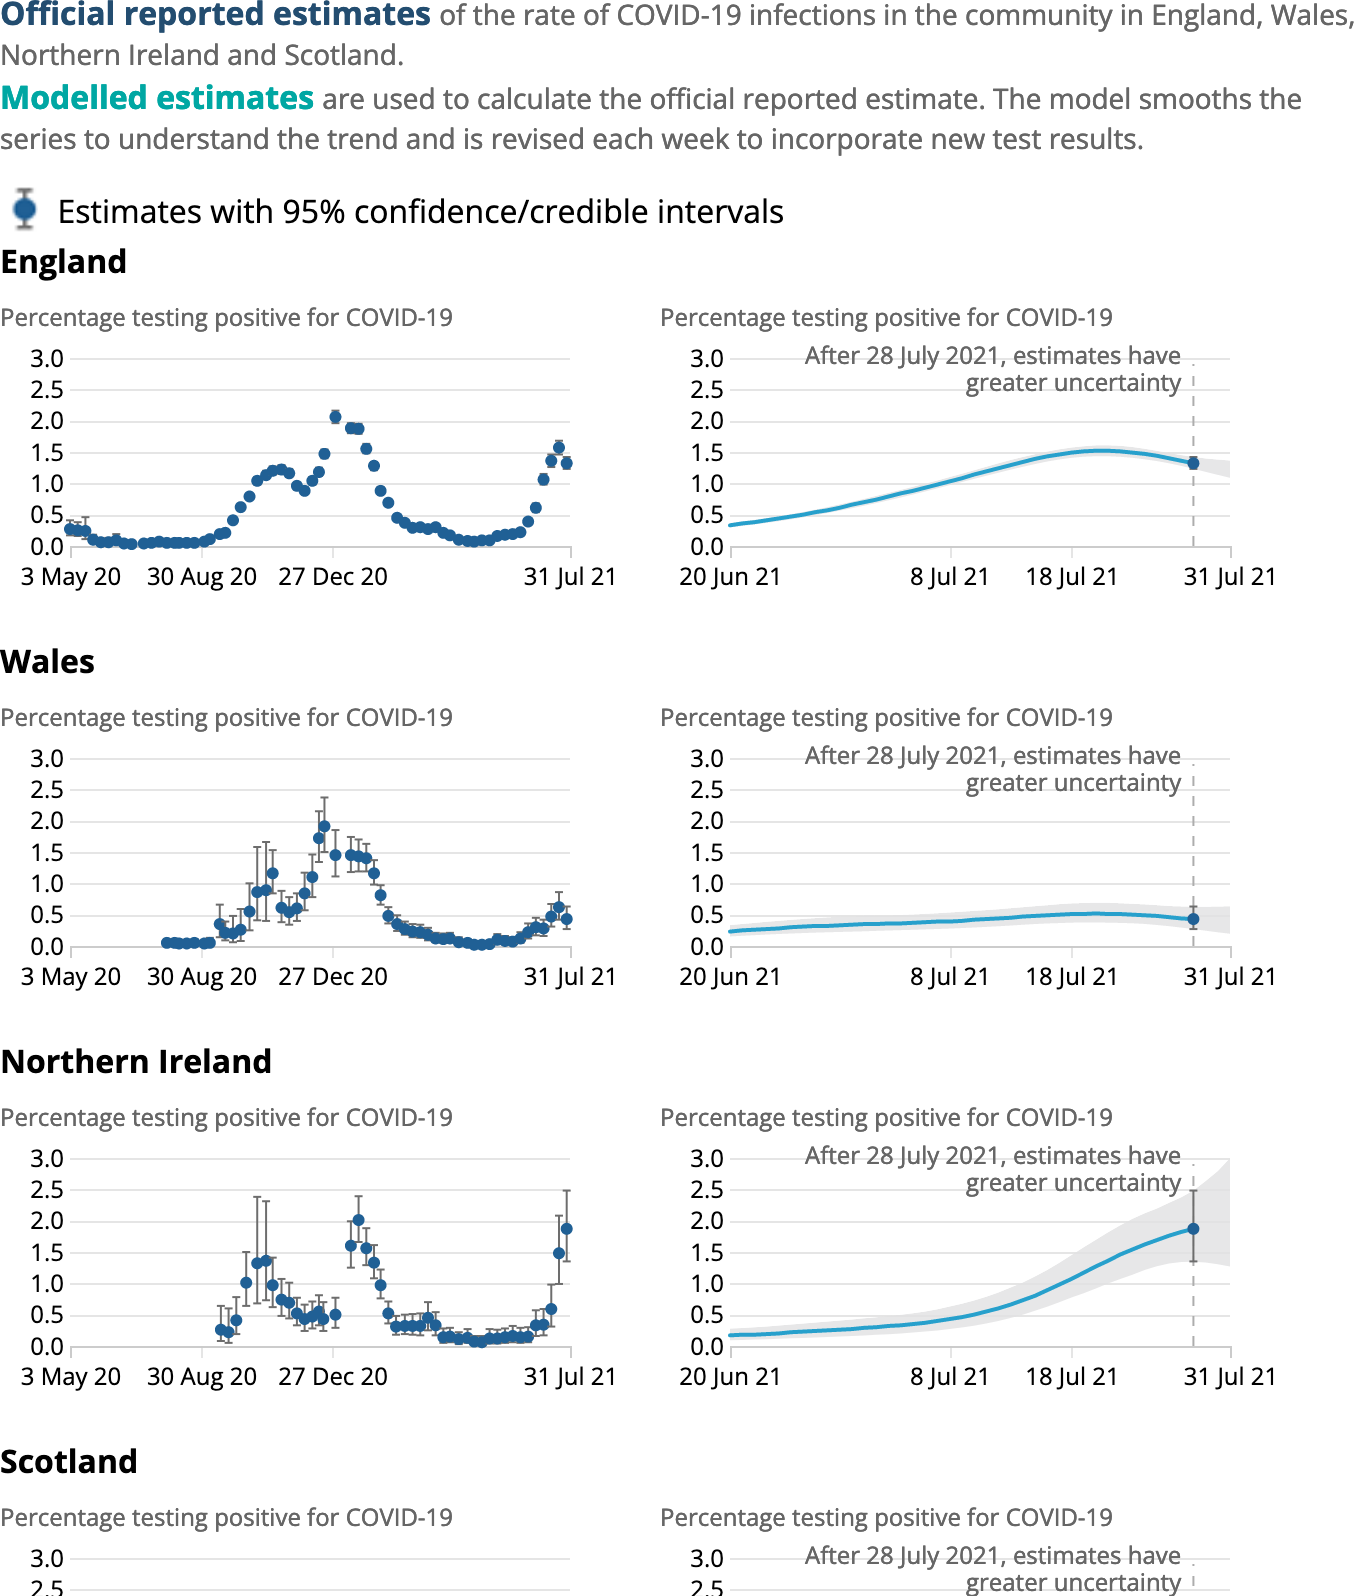 Official reported estimates of the rate of COVID-19 infections in the community in England, Wales,
Northern Ireland and Scotland.
Modelled estimates are used to calculate the official reported estimate. The model smooths the
series to understand the trend and is revised each week to incorporate new test results.
Estimates with 95% confidence/credible intervals
England
Percentage testing positive for COVID-19
3.0
2.5
2.0
1.5
1.0
0.5
0.0
3 May 20 30 Aug 20 27 Dec 20 31 Jul 21
Percentage testing positive for COVID-19
After 28 July 2021, estimates have
greater uncertainty
3.0
2.5
2.0
1.5
1.0
0.5
0.0
20 Jun 21 8 Jul 21 18 Jul 21 31 Jul 21
Wales
Percentage testing positive for COVID-19
3.0
2.5
2.0
1.5
1.0
0.5
0.0
3 May 20 30 Aug 20 27 Dec 20 31 Jul 21
Percentage testing positive for COVID-19
After 28 July 2021, estimates have
greater uncertainty
3.0
2.5
2.0
1.5
1.0
0.5
0.0
20 Jun 21 8 Jul 21 18 Jul 21 31 Jul 21
Northern Ireland
Percentage testing positive for COVID-19
3.0
2.5
2.0
1.5
1.0
0.5
0.0
3 May 20 30 Aug 20 27 Dec 20 31 Jul 21
Percentage testing positive for COVID-19
After 28 July 2021, estimates have
greater uncertainty
3.0
2.5
2.0
1.5
1.0
0.5
0.0
20 Jun 21 8 Jul 21 18 Jul 21 31 Jul 21
Scotland
Percentage testing positive for COVID-19
3.0
2.5
Percentage testing positive for COVID-19
After 28 July 2021, estimates have
greater uncertainty
3.0
2.5